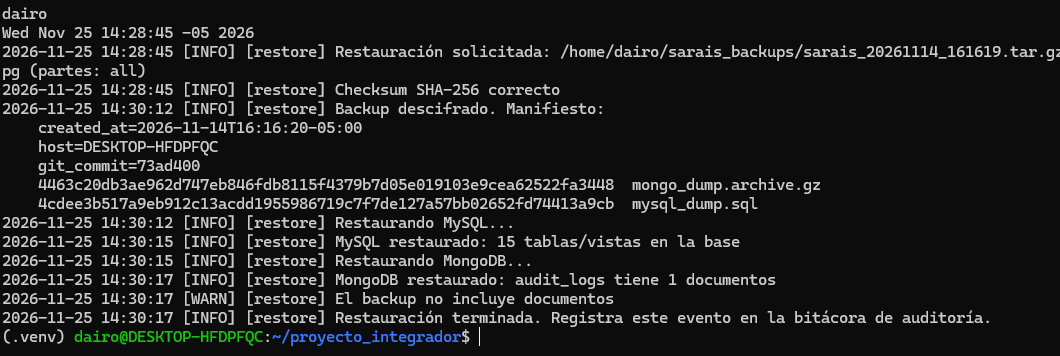 dairo
Wed Nov 25 14:28:45 -05 2026
2026-11-25 14:28:45 [INFO] [restore] Restauración solicitada: /home/dairo/sarais_backups/sarais_20261114_161619.tar.gz
pg (partes: all)
2026-11-25 14:28:45 [INFO] [restore] Checksum SHA-256 correcto
2026-11-25 14:30:12 [INFO] [restore] Backup descifrado. Manifiesto:
    created_at=2026-11-14T16:16:20-05:00
    host=DESKTOP-HFDPFQC
    git_commit=73ad400
    4463c20db3ae962d747eb846fdb8115f4379b7d05e019103e9cea62522fa3448  mongo_dump.archive.gz
    4cdee3b517a9eb912c13acdd1955986719c7f7de127a57bb02652fd74413a9cb  mysql_dump.sql
2026-11-25 14:30:12 [INFO] [restore] Restaurando MySQL...
2026-11-25 14:30:15 [INFO] [restore] MySQL restaurado: 15 tablas/vistas en la base
2026-11-25 14:30:15 [INFO] [restore] Restaurando MongoDB...
2026-11-25 14:30:17 [INFO] [restore] MongoDB restaurado: audit_logs tiene 1 documentos
2026-11-25 14:30:17 [WARN] [restore] El backup no incluye documentos
2026-11-25 14:30:17 [INFO] [restore] Restauración terminada. Registra este evento en la bitácora de auditoría.
(.venv) dairo@DESKTOP-HFDPFQC:~/proyecto_integrador$